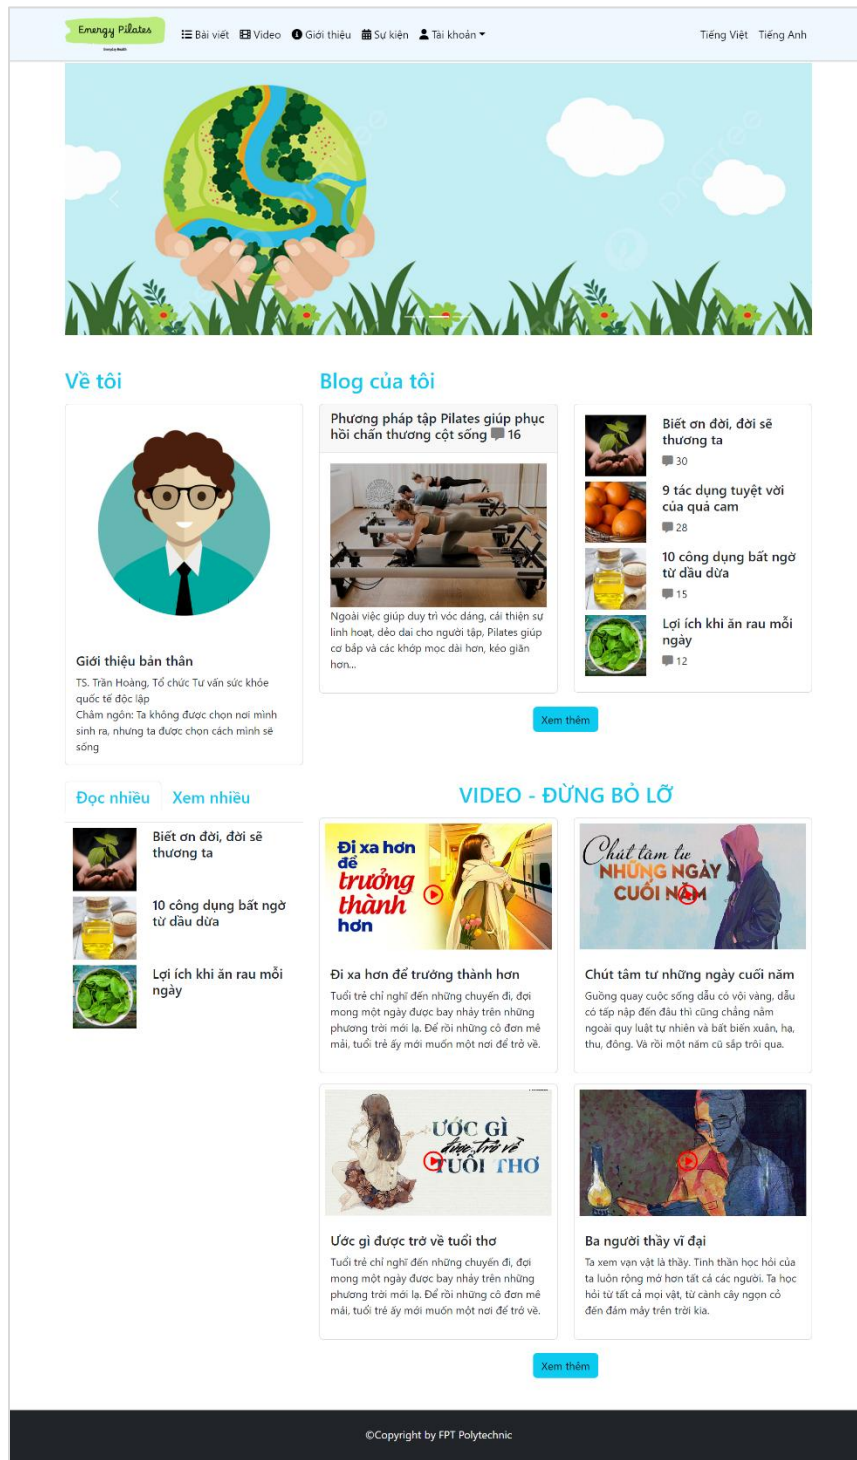 Energy Pilates
Bài viết Video Giới thiệu Sự kiện Tài khoản
Tiếng Việt Tiếng Anh
Về tôi
Giới thiệu bản thân
TS. Trần Hoàng, Tổ chức Tư vấn sức khỏe
quốc tế độc lập
Châm ngôn: Ta không được chọn nơi mình
sinh ra, nhưng ta được chọn cách mình sẽ
sống
Blog của tôi
Phương pháp tập Pilates giúp phục
hồi chấn thương cột sống 16
Ngoài việc giúp duy trì vóc dáng, cải thiện sự
linh hoạt, dẻo dai cho người tập, Pilates giúp
cơ bắp và các khớp mọc dài hơn, kéo giãn
hơn...
Biết ơn đời, đời sẽ
thương ta
30
9 tác dụng tuyệt vời
của quả cam
28
10 công dụng bất ngờ
từ dầu dừa
15
Lợi ích khi ăn rau mỗi
ngày
12
Xem thêm
Đọc nhiều Xem nhiều
Biết ơn đời, đời sẽ
thương ta
10 công dụng bất ngờ
từ dầu dừa
Lợi ích khi ăn rau mỗi
ngày
VIDEO - ĐỪNG BỎ LỠ
Đi xa hơn
để
trưởng
thành
hơn
Đi xa hơn để trưởng thành hơn
Tuổi trẻ chỉ nghĩ đến những chuyến đi, đợi
mong một ngày được bay nhảy trên những
phương trời mới lạ. Để rồi những cô đơn mê
mải, tuổi trẻ ấy mới muốn một nơi để trở về.
Chút tâm tư
NHỮNG NGÀY
CUỐI NĂM
Chút tâm tư những ngày cuối năm
Guồng quay cuộc sống dẫu có vội vàng, dẫu
có tấp nập đến đâu thì cũng chẳng nằm
ngoài quy luật tự nhiên và bất biến xuân, hạ,
thu, đông. Và rồi một năm cũ sắp trôi qua.
ƯỚC GÌ
được trở về
TUỔI THƠ
Ước gì được trở về tuổi thơ
Tuổi trẻ chỉ nghĩ đến những chuyến đi, đợi
mong một ngày được bay nhảy trên những
phương trời mới lạ. Để rồi những cô đơn mê
mải, tuổi trẻ ấy mới muốn một nơi để trở về.
Ba người thầy vĩ đại
Ta xem vạn vật là thầy. Tinh thần học hỏi của
ta luôn rộng mở hơn tất cả các người. Ta học
hỏi từ tất cả mọi vật, từ cành cây ngọn cỏ
đến đám mây trên trời kia.
Xem thêm
©Copyright by FPT Polytechnic